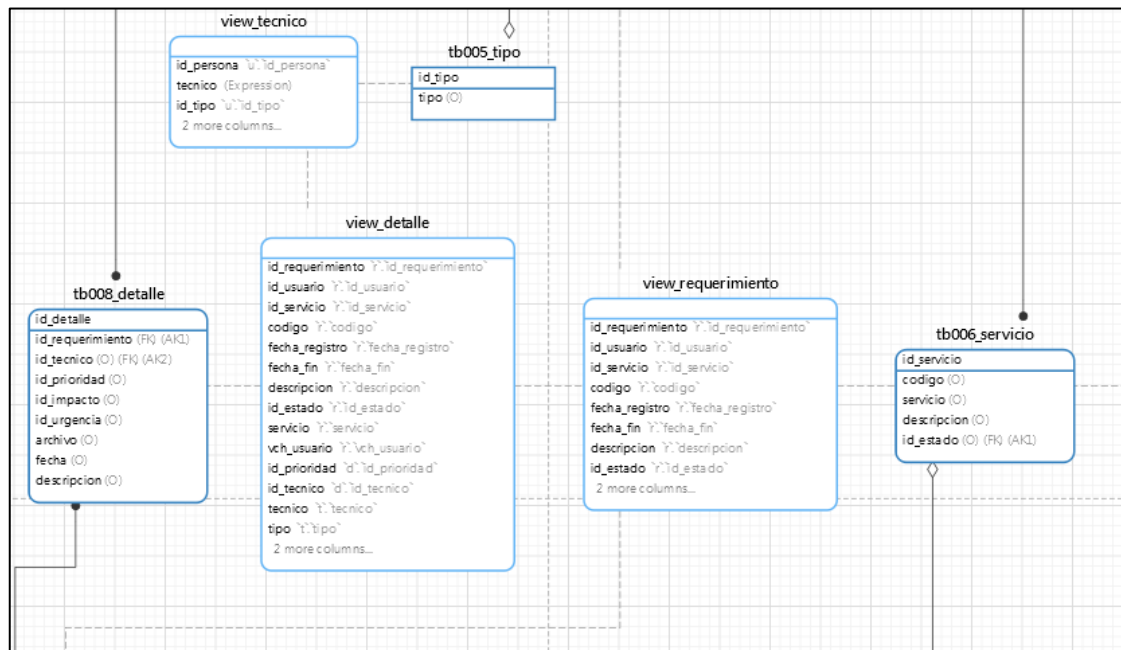 view_tecnico
id_persona `u`.`id_persona`
tecnico (Expression)
id_tipo `u`.`id_tipo`
2 more columns...
tb005_tipo
id_tipo
tipo (O)
view_detalle
id_requerimiento `r`.`id_requerimiento`
id_usuario `r`.`id_usuario`
id_servicio `r`.`id_servicio`
codigo `r`.`codigo`
fecha_registro `r`.`fecha_registro`
fecha_fin `r`.`fecha_fin`
descripcion `r`.`descripcion`
id_estado `r`.`id_estado`
servicio `r`.`servicio`
vch_usuario `r`.`vch_usuario`
id_prioridad `d`.`id_prioridad`
id_tecnico `d`.`id_tecnico`
tecnico `t`.`tecnico`
tipo `t`.`tipo`
2 more columns...
tb008_detalle
id_detalle
id_requerimiento (FK) (AK1)
id_tecnico (O) (FK) (AK2)
id_prioridad (O)
id_impacto (O)
id_urgencia (O)
archivo (O)
fecha (O)
descripcion (O)
view_requerimiento
id_requerimiento `r`.`id_requerimiento`
id_usuario `r`.`id_usuario`
id_servicio `r`.`id_servicio`
codigo `r`.`codigo`
fecha_registro `r`.`fecha_registro`
fecha_fin `r`.`fecha_fin`
descripcion `r`.`descripcion`
id_estado `r`.`id_estado`
2 more columns...
tb006_servicio
id_servicio
codigo (O)
servicio (O)
descripcion (O)
id_estado (O) (FK) (AK1)